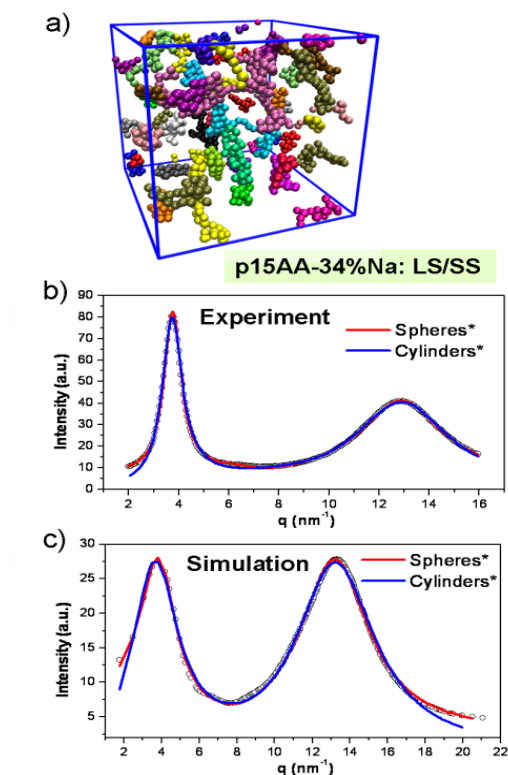 a)
p15AA-34%Na: LS/SS
b)
Experiment
Spheres*
Cylinders*
Intensity (a.u.)
90
80
70
60
50
40
30
20
10
0
2 4 6 8 10 12 14 16
q (nm⁻¹)
c)
Simulation
Spheres*
Cylinders*
Intensity (a.u.)
30
25
20
15
10
5
2 4 6 8 10 12 14 16 18 20 22
q (nm⁻¹)